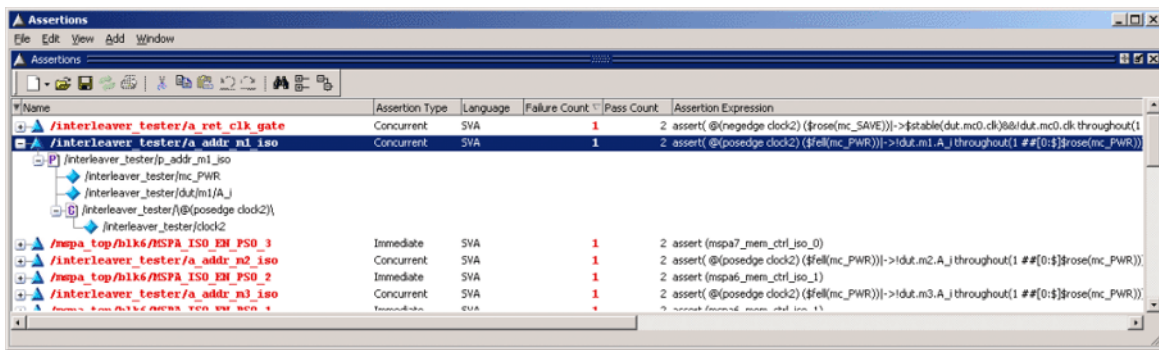 Assertions
File Edit View Add Window
Assertions
Name Assertion Type Language Failure Count Pass Count Assertion Expression
/interleaver_tester/a_ret_clk_gate Concurrent SVA 1 2 assert( @(negedge clock2) ($rose(mc_SAVE))|->$stable(dut.mc0.clk)&&!dut.mc0.clk throughout(1
/interleaver_tester/a_addr_m1_iso Concurrent SVA 1 2 assert( @(posedge clock2) ($fell(mc_PWR))|->!dut.m1.A_i throughout(1 ##[0:$]$rose(mc_PWR))
P /interleaver_tester/p_addr_m1_iso
/interleaver_tester/mc_PWR
/interleaver_tester/dut/m1/A_i
C /interleaver_tester/\@(posedge clock2)\
/interleaver_tester/clock2
/mspa_top/blk6/MSPA_ISO_EN_PSO_3 Immediate SVA 1 2 assert (mspa7_mem_ctrl_iso_0)
/interleaver_tester/a_addr_m2_iso Concurrent SVA 1 2 assert( @(posedge clock2) ($fell(mc_PWR))|->!dut.m2.A_i throughout(1 ##[0:$]$rose(mc_PWR))
/mspa_top/blk6/MSPA_ISO_EN_PSO_2 Immediate SVA 1 2 assert (mspa6_mem_ctrl_iso_1)
/interleaver_tester/a_addr_m3_iso Concurrent SVA 1 2 assert( @(posedge clock2) ($fell(mc_PWR))|->!dut.m3.A_i throughout(1 ##[0:$]$rose(mc_PWR))